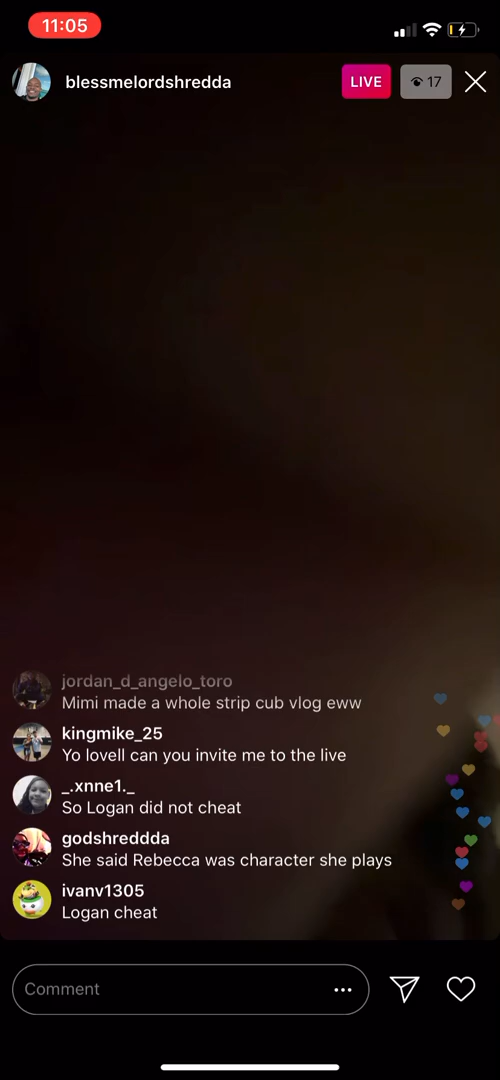 11:05
blessmelordshredda
LIVE
17
jordan_d_angelo_toro
Mimi made a whole strip cub vlog eww
kingmike_25
Yo lovell can you invite me to the live
_.xnne1._
So Logan did not cheat
godshreddda
She said Rebecca was character she plays
ivanv1305
Logan cheat
Comment